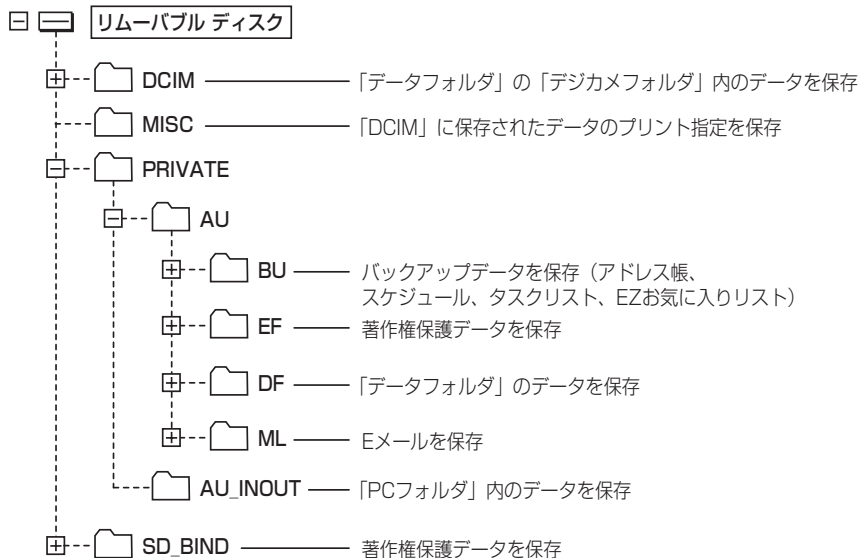 リムーバブル ディスク
DCIM 「データフォルダ」の「デジカメフォルダ」内のデータを保存
MISC 「DCIM」に保存されたデータのプリント指定を保存
PRIVATE
AU
BU バックアップデータを保存（アドレス帳、
スケジュール、タスクリスト、EZお気に入りリスト）
EF 著作権保護データを保存
DF 「データフォルダ」のデータを保存
ML Eメールを保存
AU_INOUT 「PCフォルダ」内のデータを保存
SD_BIND 著作権保護データを保存